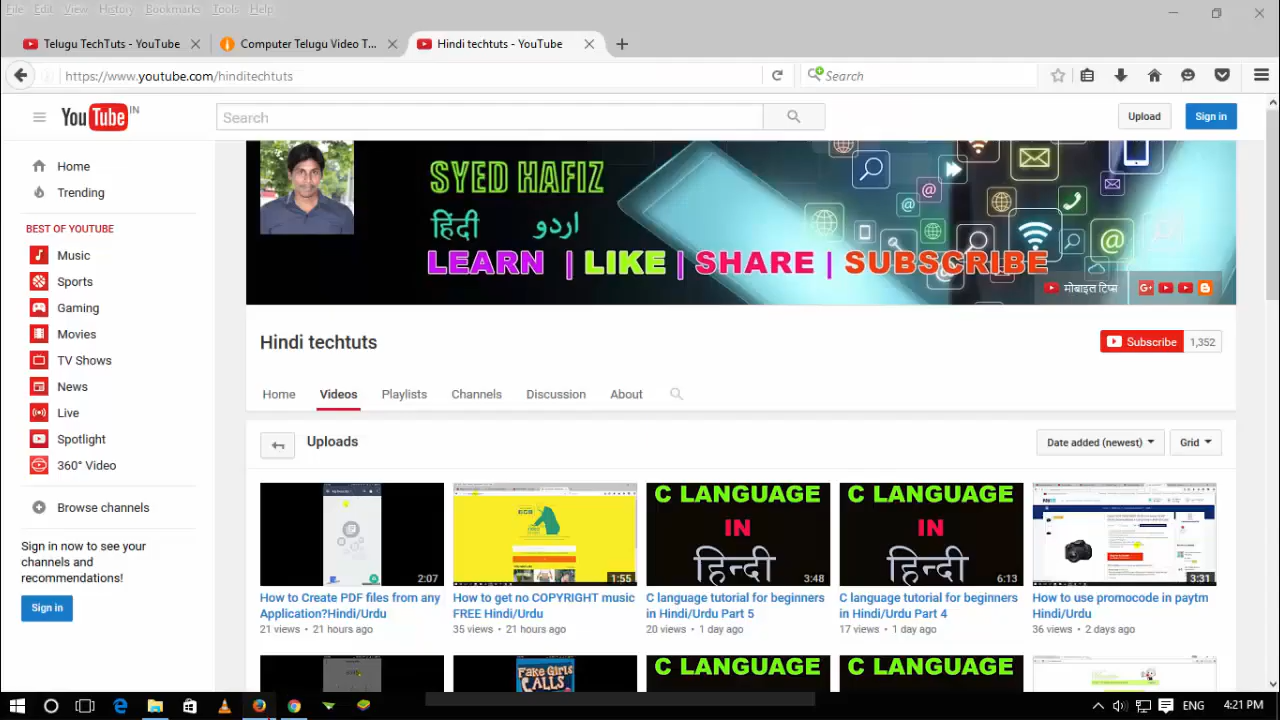 File Edit View History Bookmarks Tools Help
Telugu TechTuts - YouTube
Computer Telugu Video T...
Hindi techtuts - YouTube
https://www.youtube.com/hinditechtuts
Search
YouTube IN
Search
Upload
Sign in
Home
Trending
BEST OF YOUTUBE
Music
Sports
Gaming
Movies
TV Shows
News
Live
Spotlight
360° Video
Browse channels
Sign in now to see your
channels and
recommendations!
Sign in
SYED HAFIZ
हिंदी اردو
LEARN | LIKE | SHARE | SUBSCRIBE
मोबाइल टिप्स
Hindi techtuts
Subscribe 1,352
Home Videos Playlists Channels Discussion About
Uploads
Date added (newest)
Grid
2:07
How to Create PDF files from any
Application?Hindi/Urdu
21 views • 21 hours ago
1:55
How to get no COPYRIGHT music
FREE Hindi/Urdu
35 views • 21 hours ago
C LANGUAGE
IN
हिन्दी
3:48
C language tutorial for beginners
in Hindi/Urdu Part 5
20 views • 1 day ago
C LANGUAGE
IN
हिन्दी
6:13
C language tutorial for beginners
in Hindi/Urdu Part 4
17 views • 1 day ago
3:31
How to use promocode in paytm
Hindi/Urdu
36 views • 2 days ago
FAKE GIRLS
CALLS
C LANGUAGE
C LANGUAGE
ENG
4:21 PM